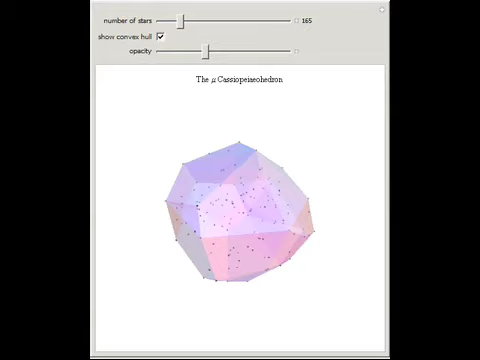 number of stars 165
show convex hull
opacity
The μ Cassiopeiaeohedron